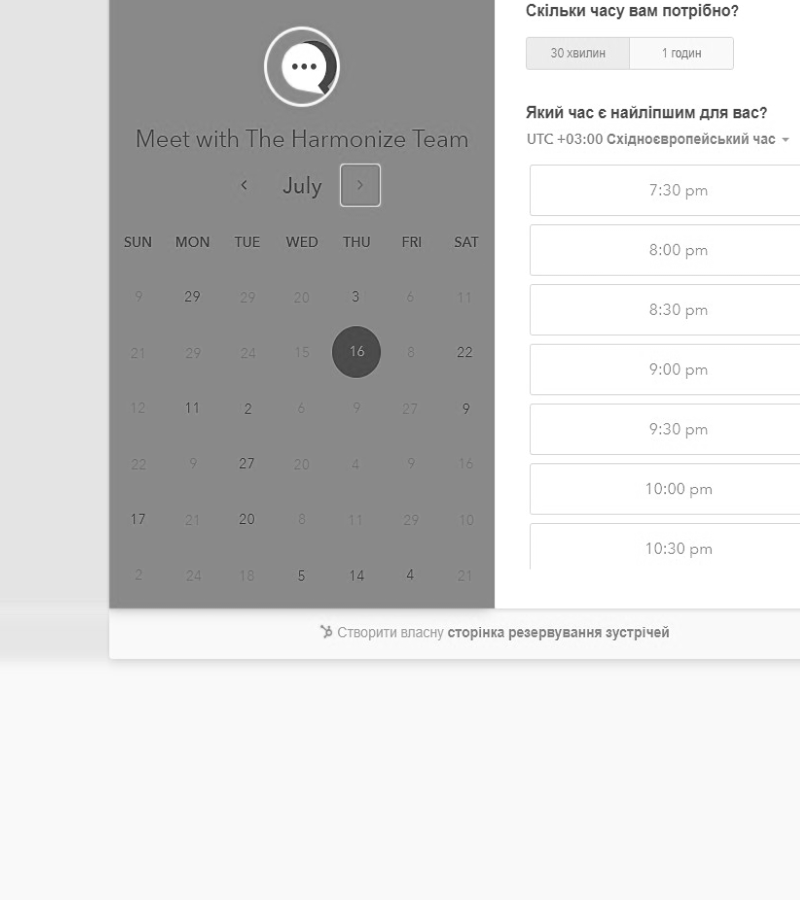 Meet with The Harmonize Team
July
SUN MON TUE WED THU FRI SAT
9 29 29 20 3 6 11
21 29 24 15 16 8 22
12 11 2 6 9 27 9
22 9 27 20 4 9 16
17 21 20 8 11 29 10
2 24 18 5 14 4 21
Скільки часу вам потрібно?
30 хвилин 1 годин
Який час є найліпшим для вас?
UTC +03:00 Східноєвропейський час
7:30 pm
8:00 pm
8:30 pm
9:00 pm
9:30 pm
10:00 pm
10:30 pm
Створити власну сторінка резервування зустрічей